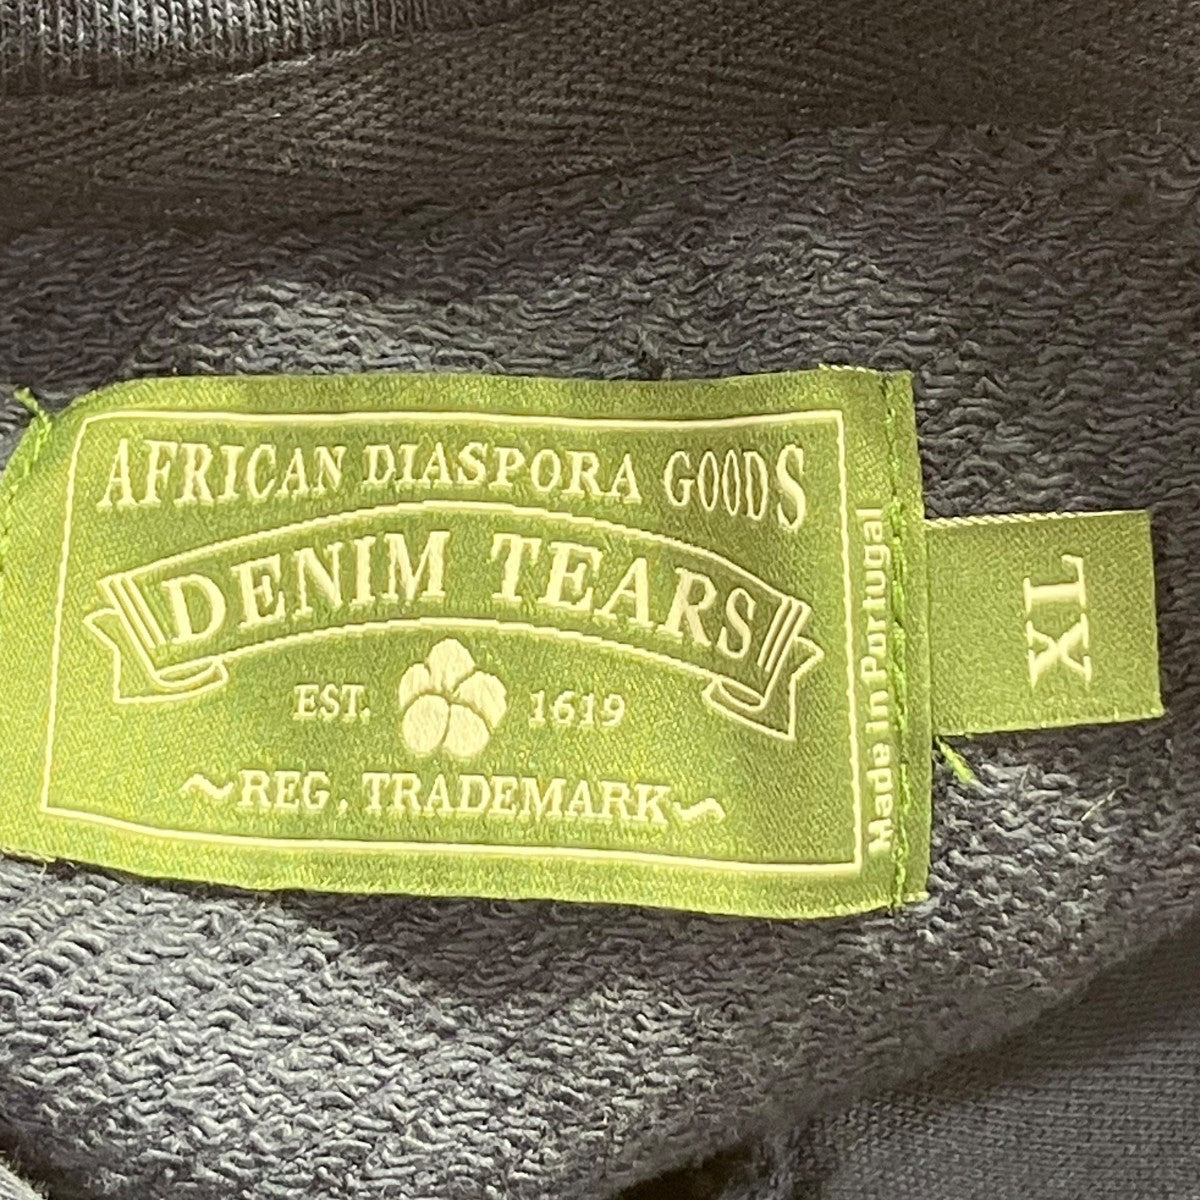 AFRICAN DIASPORA GOODS
DENIM TEARS
EST. 1619
~REG. TRADEMARK~
Made in Portugal
XL